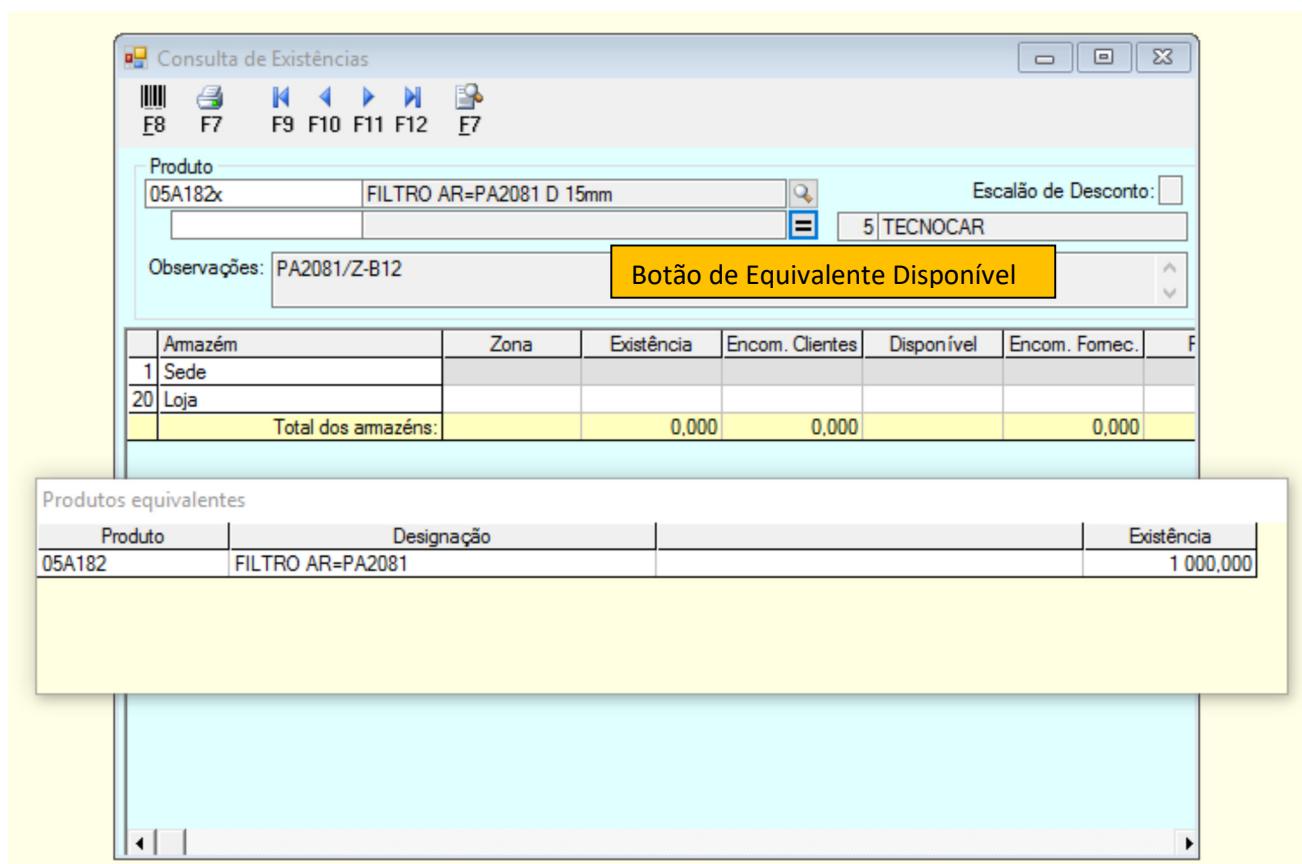 Consulta de Existências
F8 F7 F9 F10 F11 F12 F7
Produto
05A182x FILTRO AR=PA2081 D 15mm Escalão de Desconto:
= 5 TECNOCAR
Observações: PA2081/Z-B12
Botão de Equivalente Disponível
Armazém Zona Existência Encom. Clientes Disponível Encom. Fornec. F
1 Sede
20 Loja
Total dos armazéns: 0,000 0,000 0,000
Produtos equivalentes
Produto Designação Existência
05A182 FILTRO AR=PA2081 1 000,000